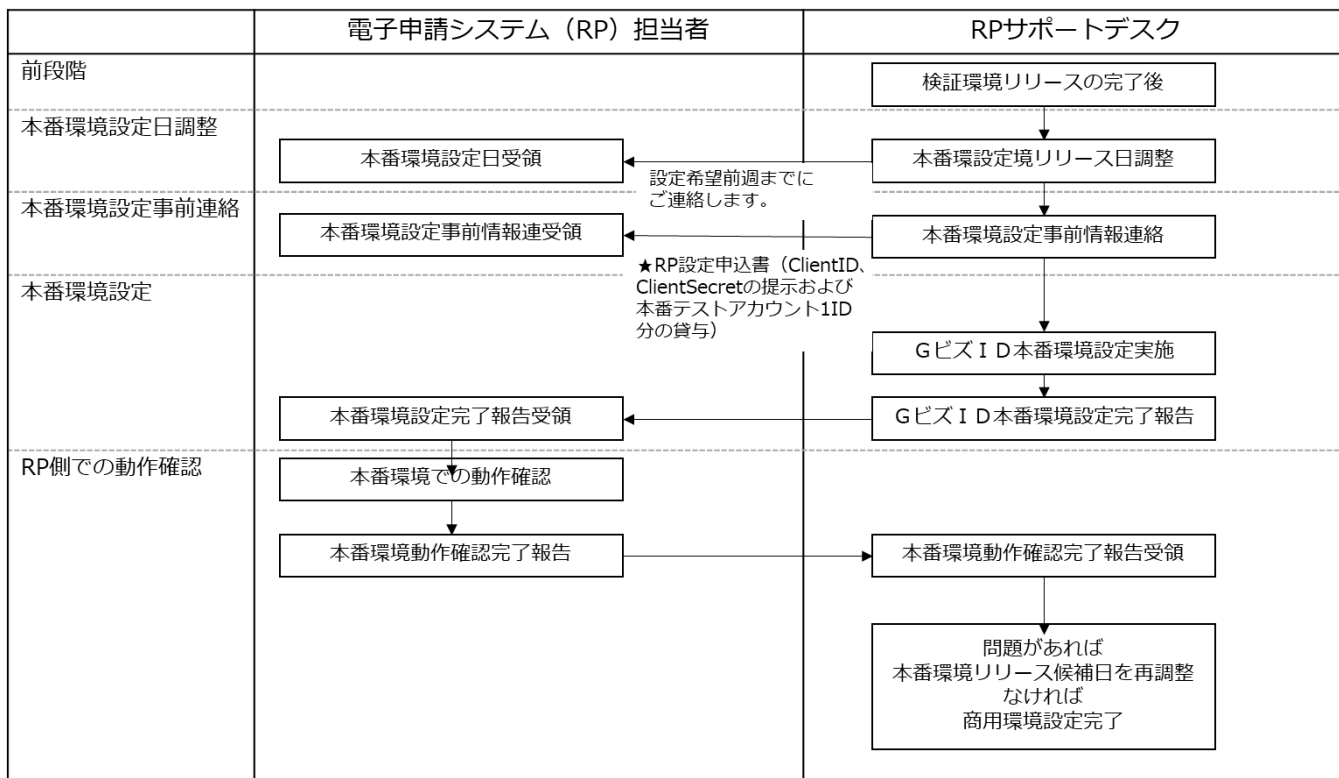 電子申請システム（RP）担当者
RPサポートデスク
前段階
検証環境リリースの完了後
本番環境設定日調整
本番環境設定日受領
本番環設定境リリース日調整
設定希望前週までに
ご連絡します。
本番環境設定事前連絡
本番環境設定事前情報連受領
本番環境設定事前情報連絡
★RP設定申込書（ClientID、
ClientSecretの提示および
本番テストアカウント1ID
分の貸与）
本番環境設定
ＧビズＩＤ本番環境設定実施
本番環境設定完了報告受領
ＧビズＩＤ本番環境設定完了報告
RP側での動作確認
本番環境での動作確認
本番環境動作確認完了報告
本番環境動作確認完了報告受領
問題があれば
本番環境リリース候補日を再調整
なければ
商用環境設定完了